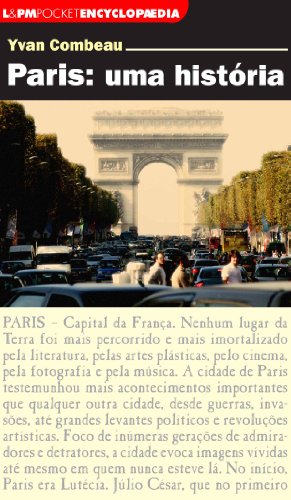 L&PMPOCKETENCYCLOPÆDIA
Yvan Combeau
Paris: uma história
PARIS – Capital da França. Nenhum lugar da
Terra foi mais percorrido e mais imortalizado
pela literatura, pelas artes plásticas, pelo cinema,
pela fotografia e pela música. A cidade de Paris
testemunhou mais acontecimentos importantes
que qualquer outra cidade, desde guerras, inva-
sões, até grandes levantes políticos e revoluções
artísticas. Foco de inúmeras gerações de admira-
dores e detratores, a cidade evoca imagens vívidas
até mesmo em quem nunca esteve lá. No início,
Paris era Lutécia. Júlio César, que no primeiro